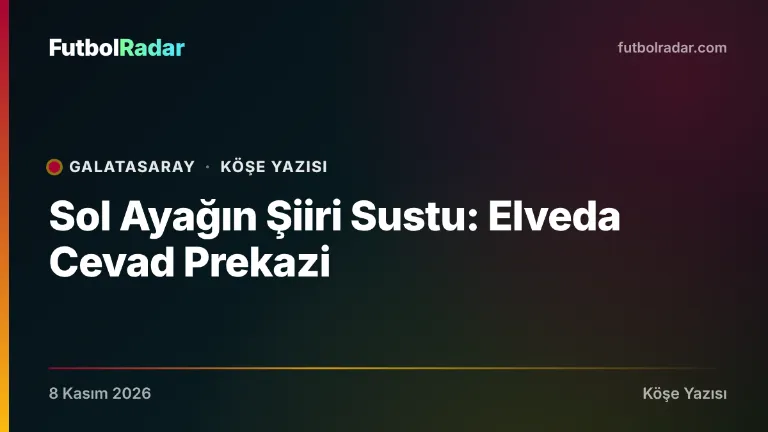 FutbolRadar
futbolradar.com
GALATASARAY · KÖŞE YAZISI
Sol Ayağın Şiiri Sustu: Elveda
Cevad Prekazi
8 Kasım 2026
Köşe Yazısı